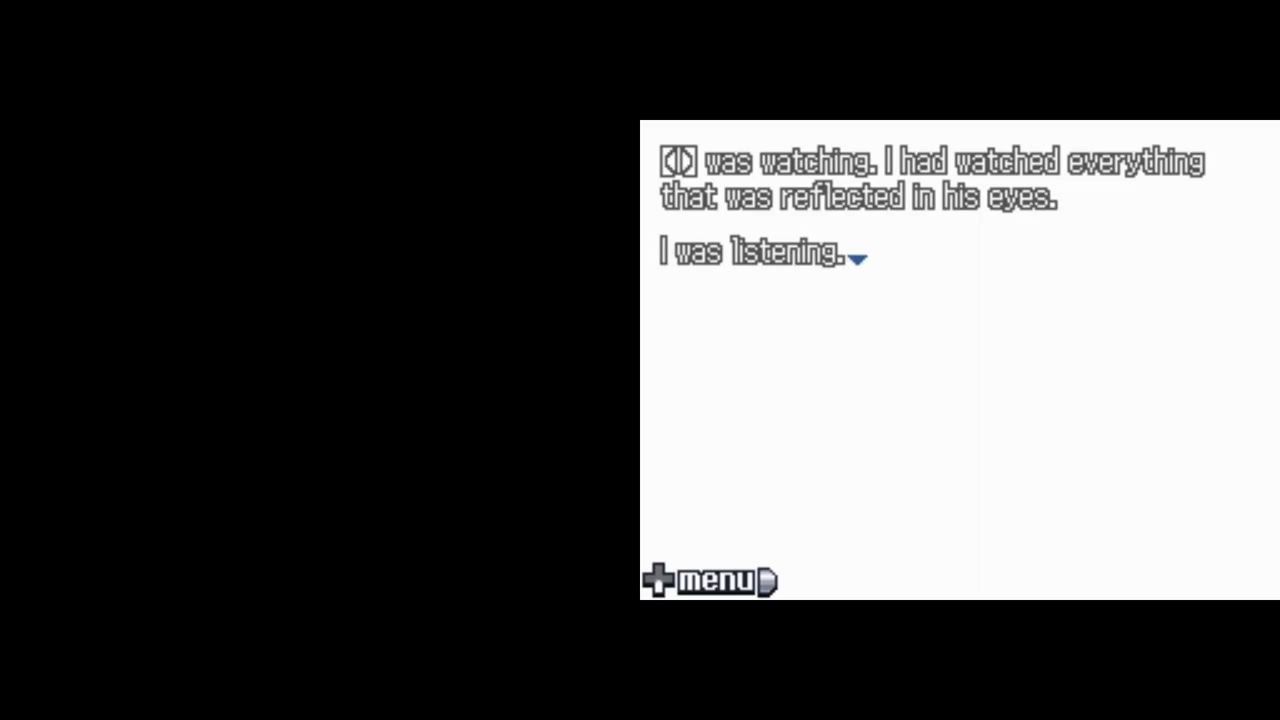 was watching. I had watched everything
that was reflected in his eyes.
I was listening.
menu